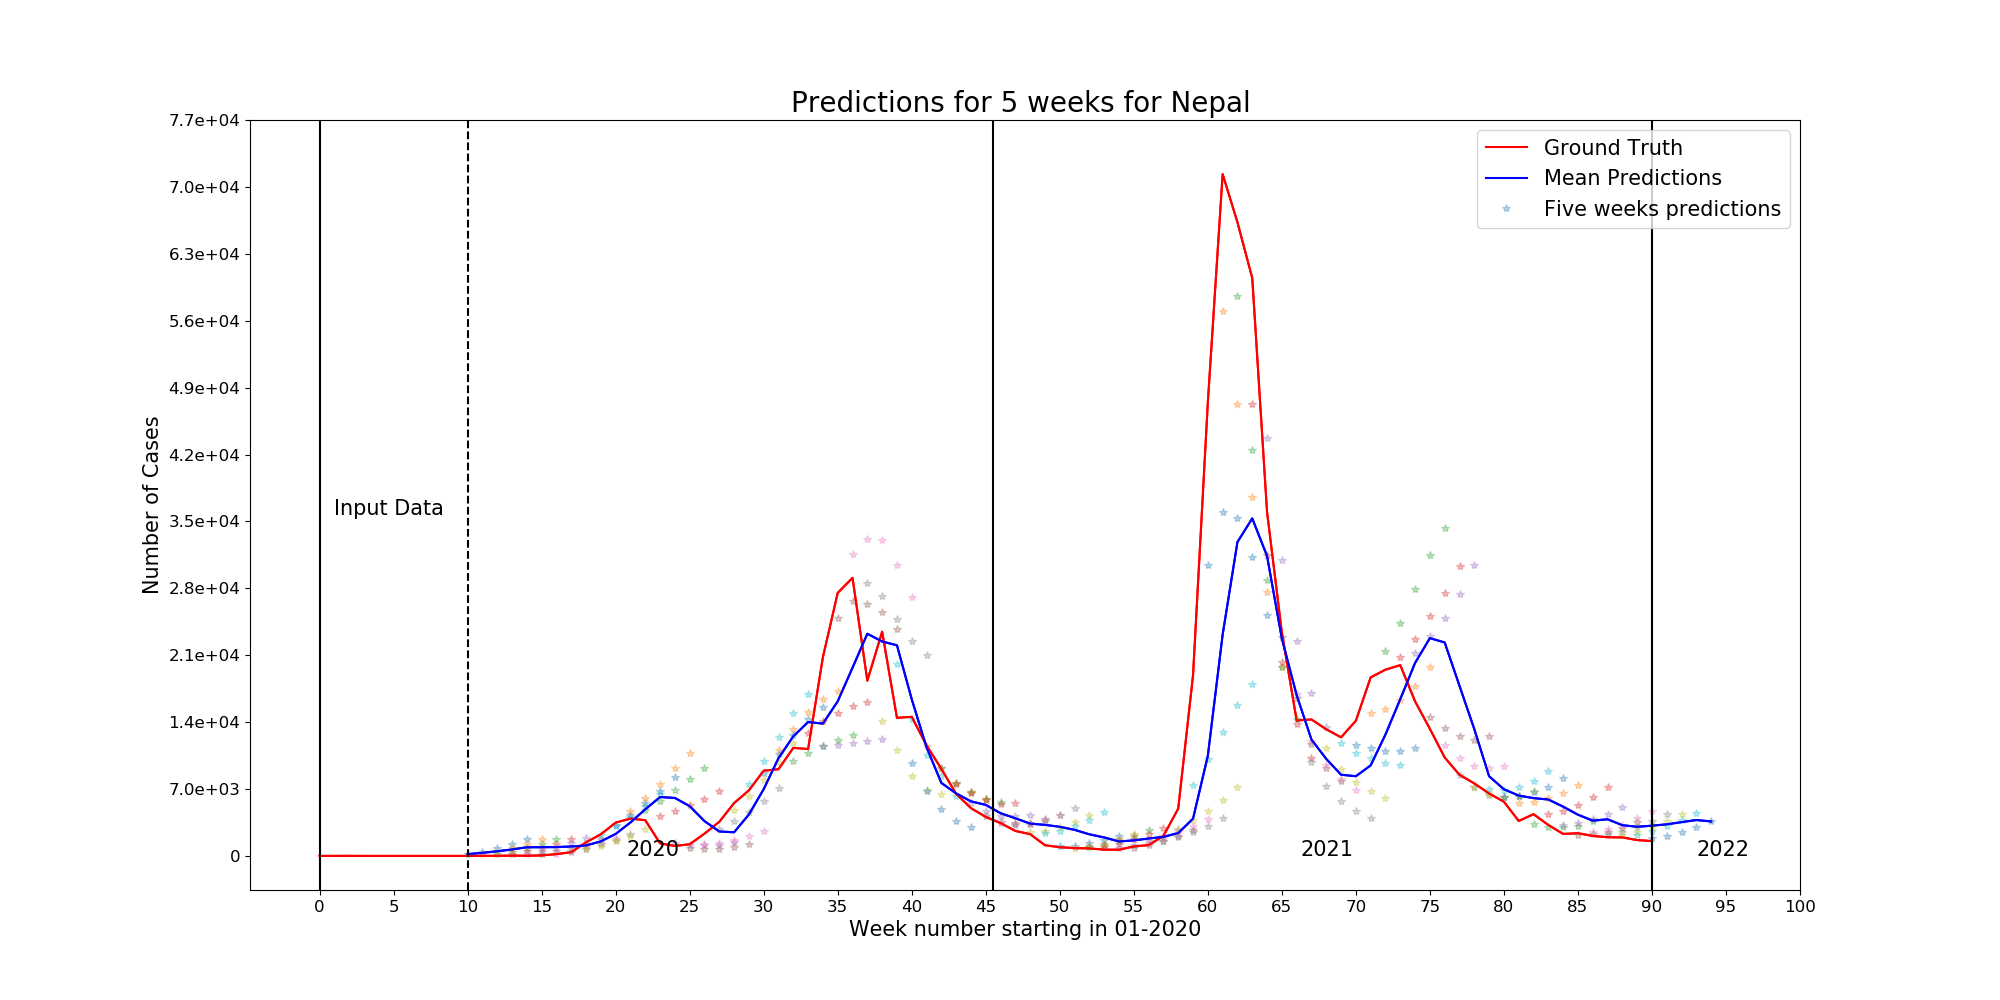 Predictions for 5 weeks for Nepal
7.7e+04
7.0e+04
6.3e+04
5.6e+04
4.9e+04
4.2e+04
3.5e+04
2.8e+04
2.1e+04
1.4e+04
7.0e+03
0
Number of Cases
Ground Truth
Mean Predictions
Five weeks predictions
Input Data
2020
2021
2022
0 5 10 15 20 25 30 35 40 45 50 55 60 65 70 75 80 85 90 95 100
Week number starting in 01-2020